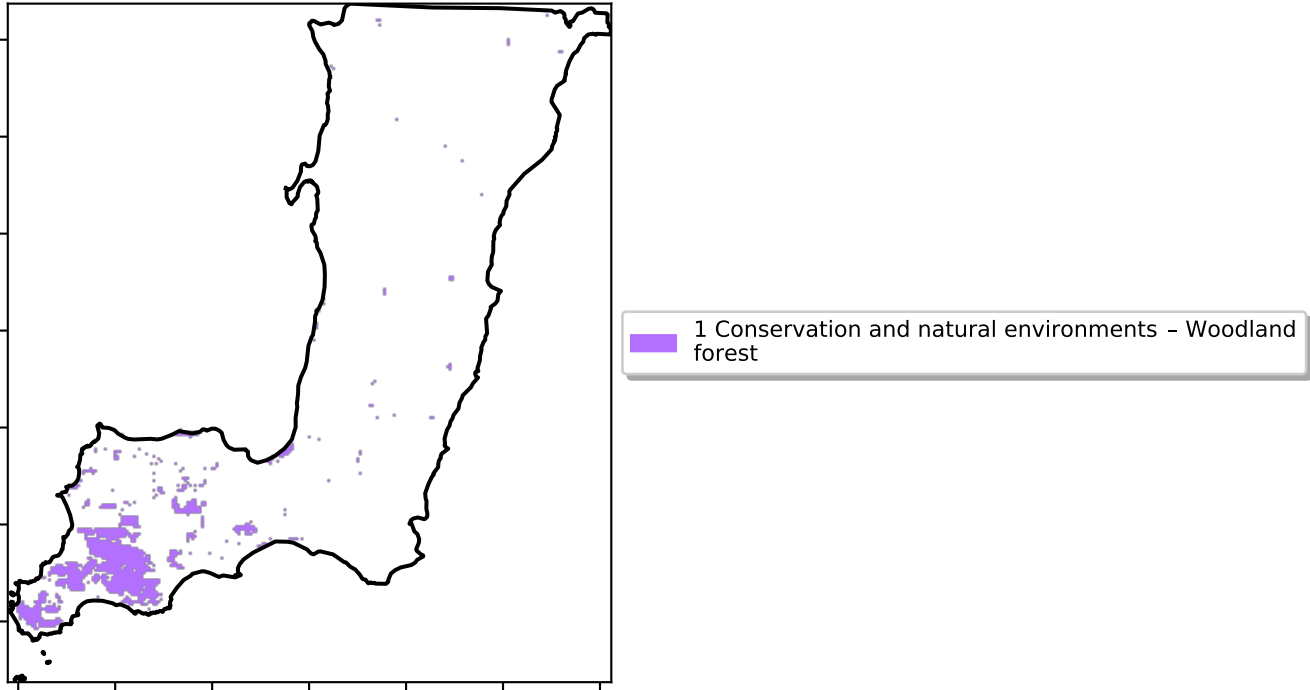 1 Conservation and natural environments – Woodland
forest